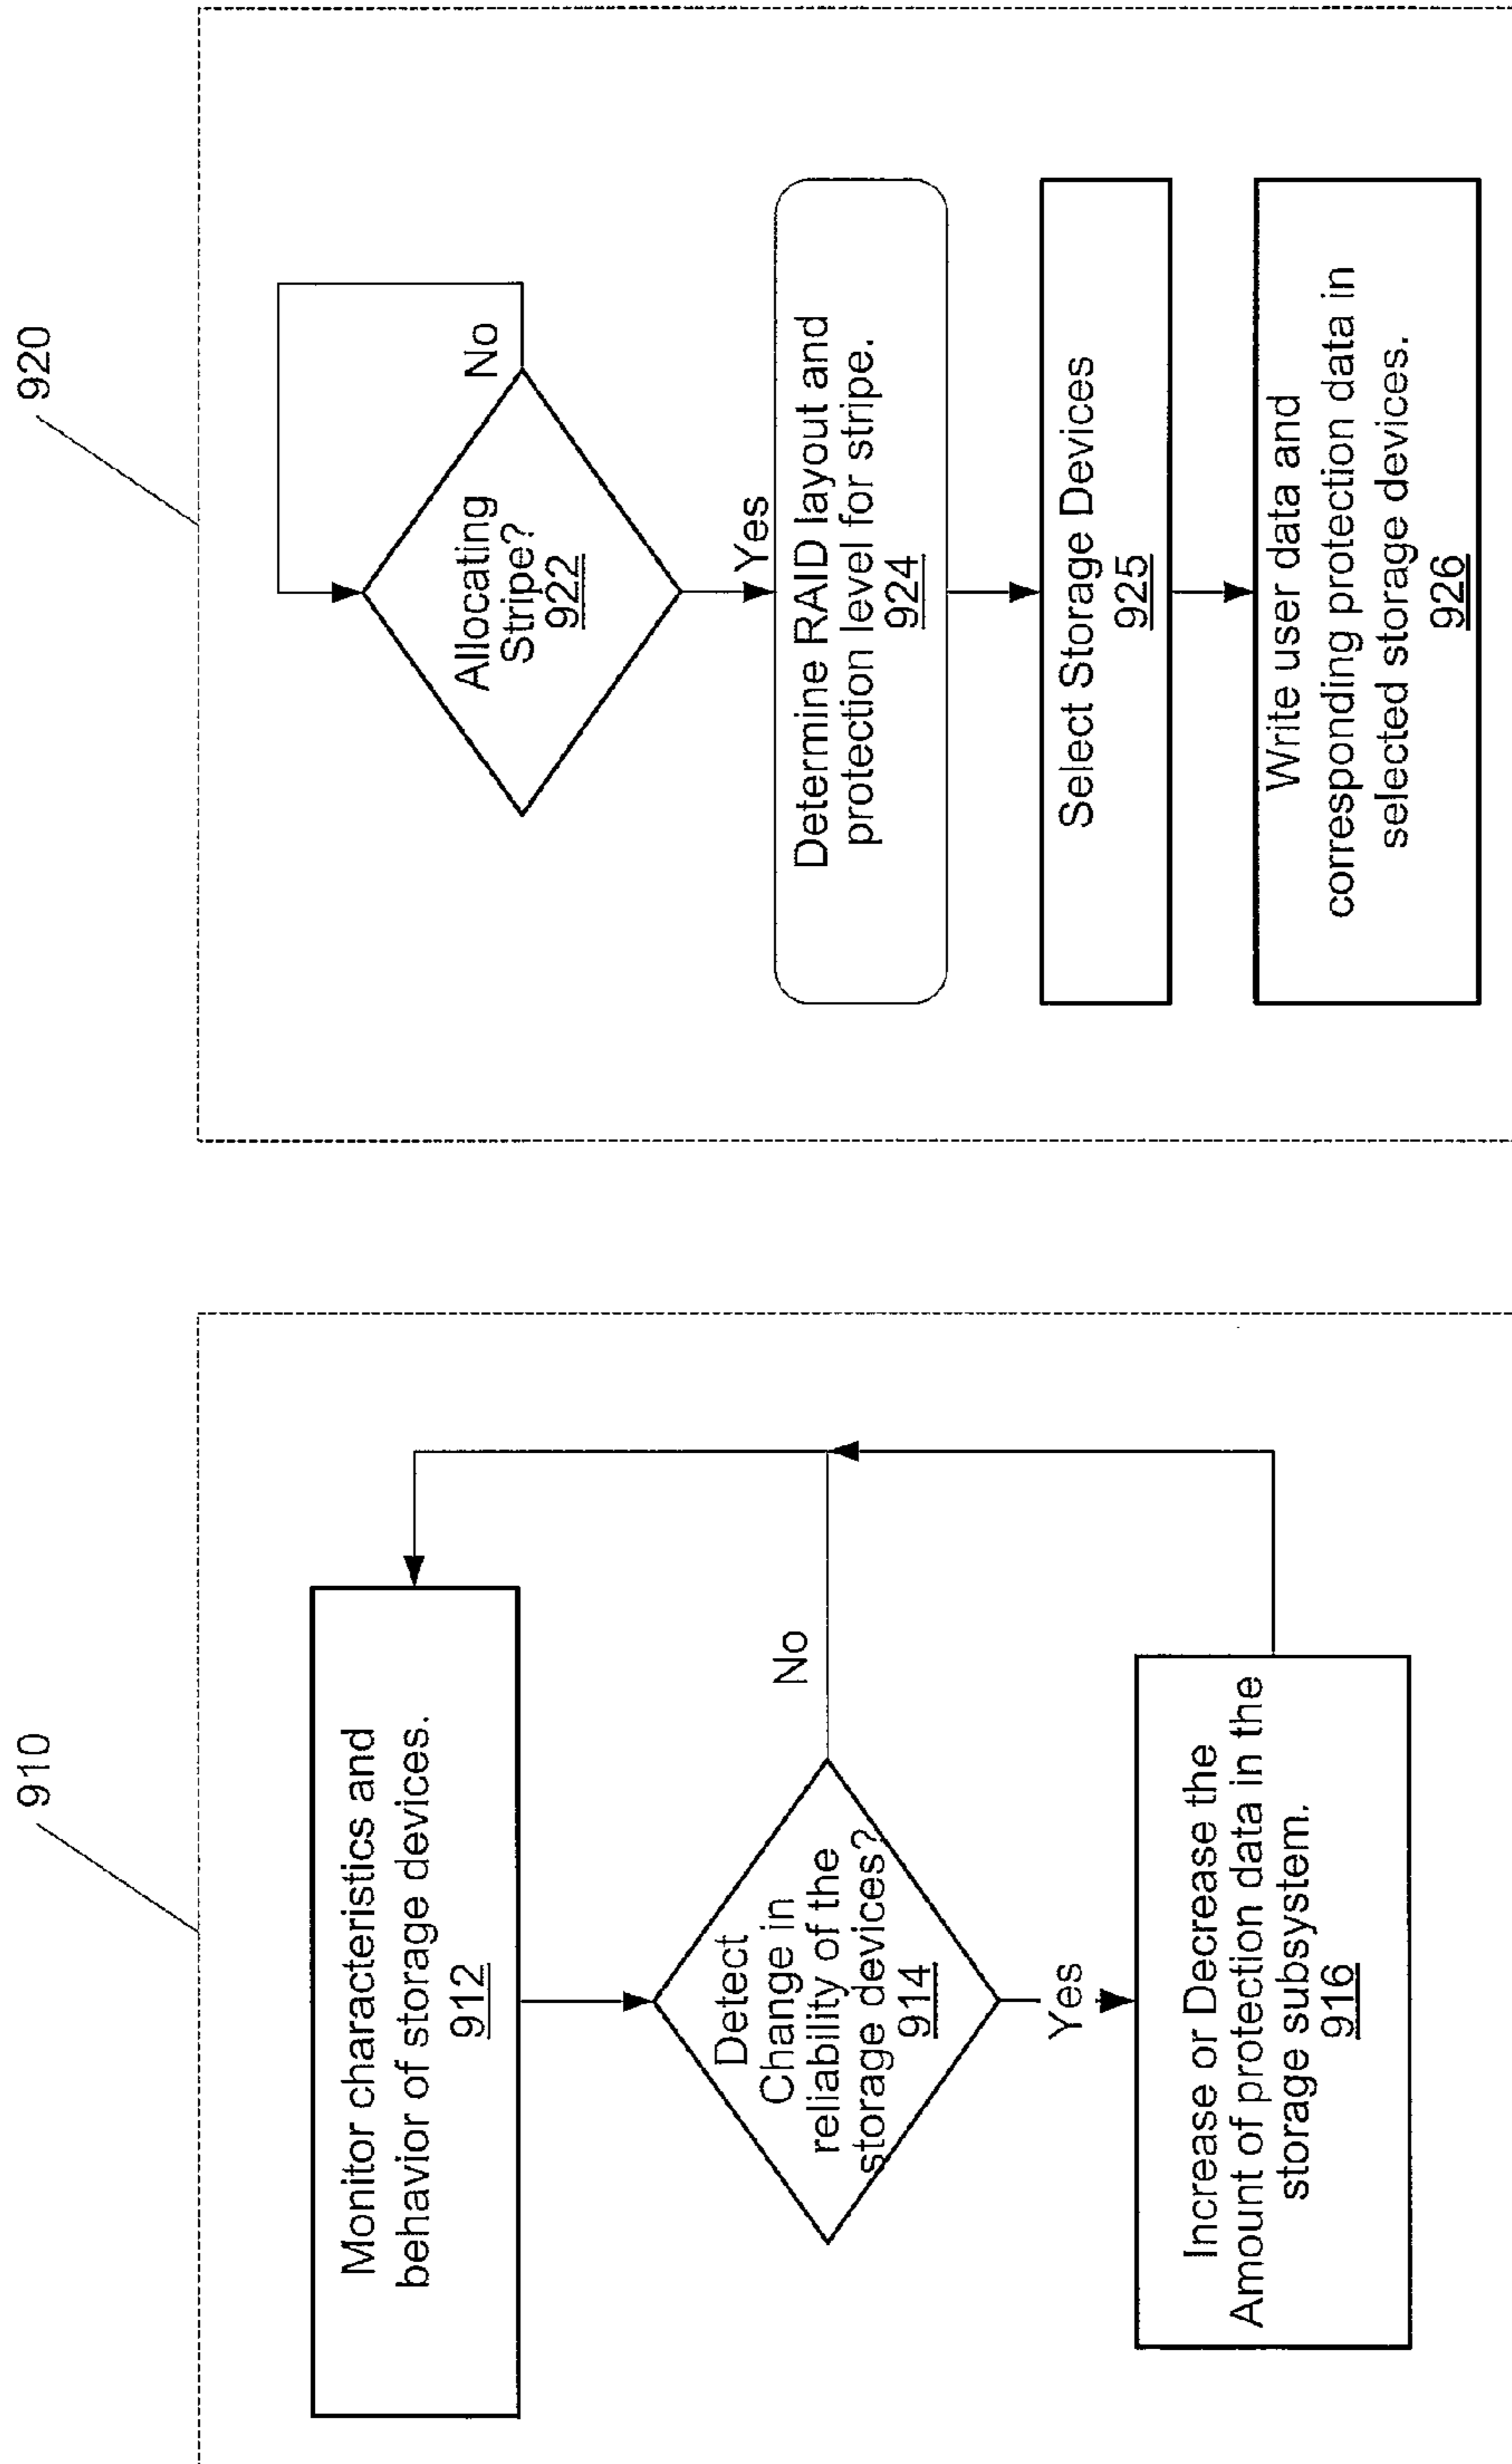 910
Monitor characteristics and
behavior of storage devices.
912
Detect
Change in
reliability of the
storage devices?
914
No
Yes
Increase or Decrease the
Amount of protection data in the
storage subsystem.
916
920
Allocating
Stripe?
922
No
Yes
Determine RAID layout and
protection level for stripe.
924
Select Storage Devices
925
Write user data and
corresponding protection data in
selected storage devices.
926